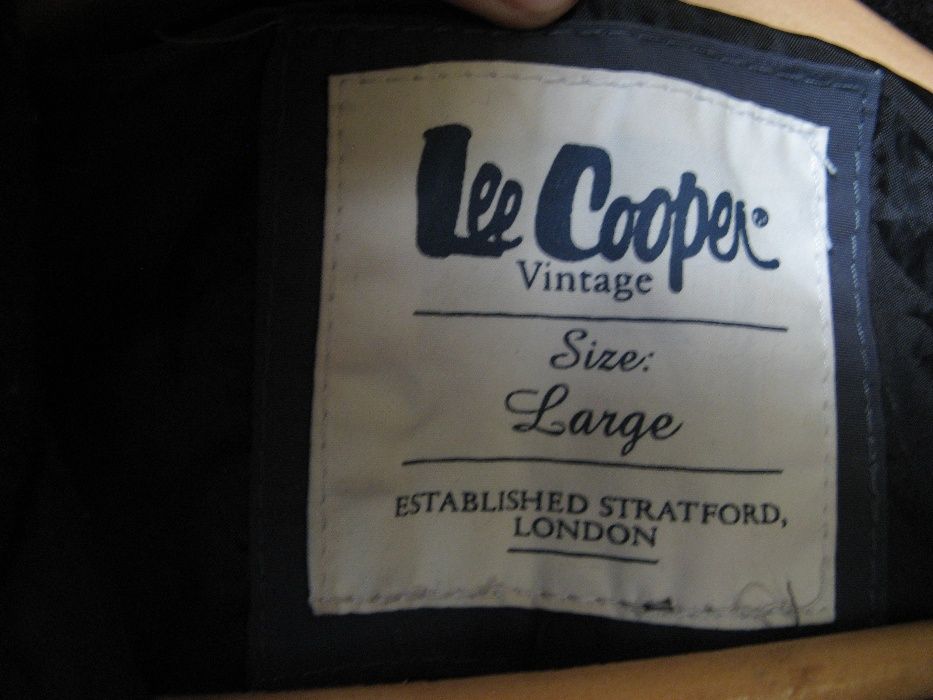 Lee Cooper®
Vintage
Size:
Large
ESTABLISHED STRATFORD,
LONDON